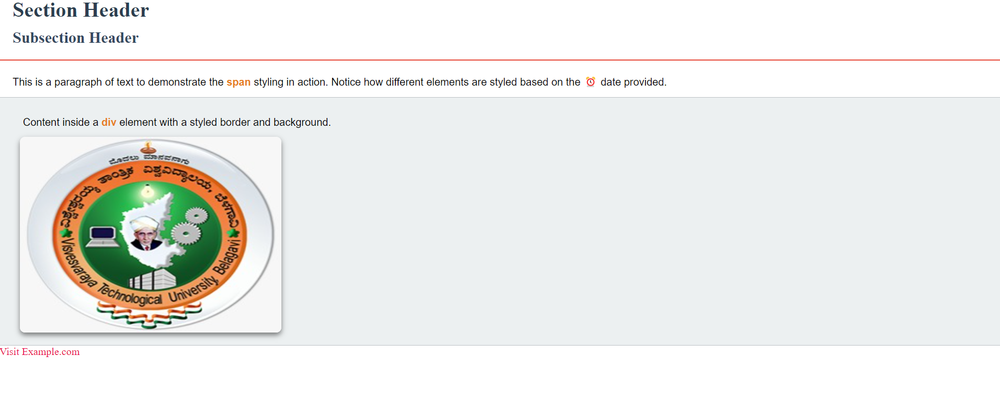 Section Header
Subsection Header
This is a paragraph of text to demonstrate the span styling in action. Notice how different elements are styled based on the ⏰ date provided.
Content inside a div element with a styled border and background.
ಮೊದಲು ಮಾನವನಾಗು
ವಿಶ್ವೇಶ್ವರಯ್ಯ ತಾಂತ್ರಿಕ ವಿಶ್ವವಿದ್ಯಾಲಯ, ಬೆಳಗಾವಿ
Visvesvaraya Technological University, Belagavi
Visit Example.com